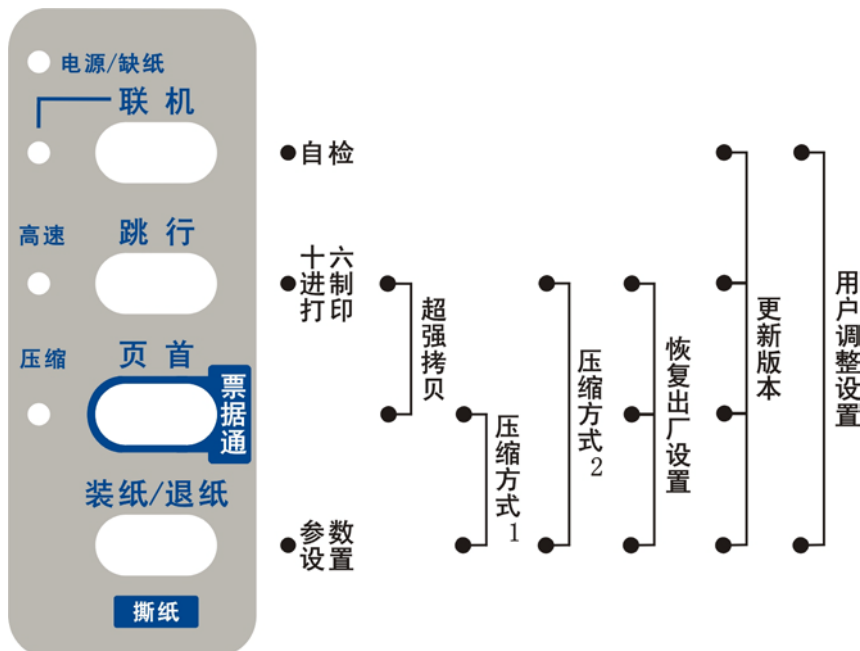 电源/缺纸
联机
自检
高速
跳行
十六
进制
打印
超强拷贝
压缩方式2
恢复出厂设置
更新版本
用户调整设置
压缩
页首
票据通
压缩方式1
装纸/退纸
参数
设置
撕纸